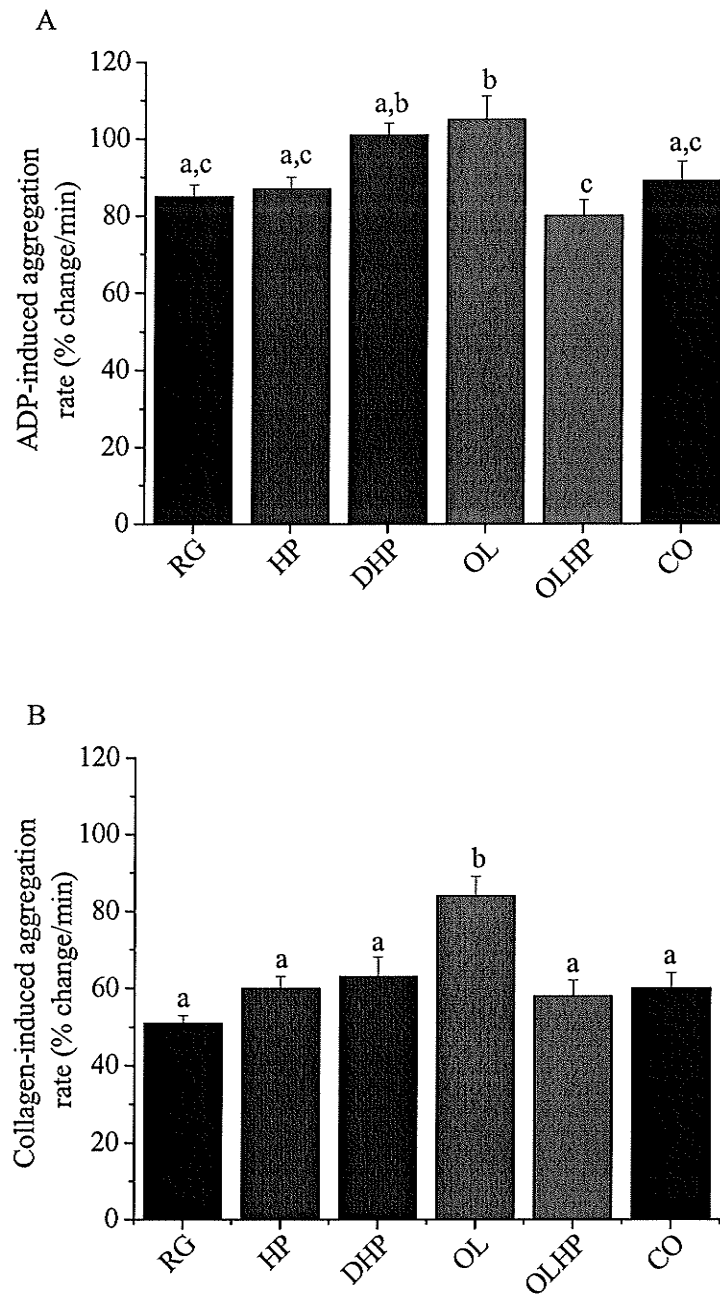 A
ADP-induced aggregation
rate (% change/min)
120
100
80
60
40
20
0
a,c
a,c
a,b
b
c
a,c
RG
HP
DHP
OL
OLHP
CO
B
Collagen-induced aggregation
rate (% change/min)
120
100
80
60
40
20
0
a
a
a
b
a
a
RG
HP
DHP
OL
OLHP
CO